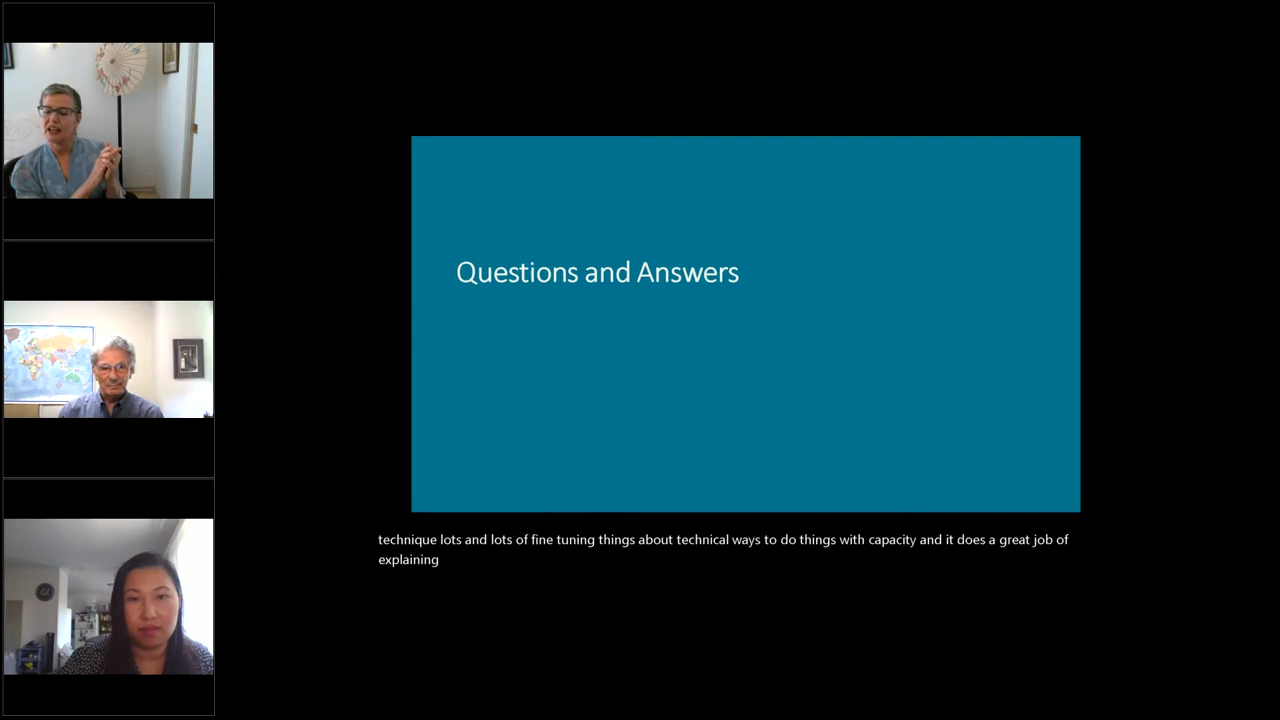 Questions and Answers
technique lots and lots of fine tuning things about technical ways to do things with capacity and it does a great job of
explaining